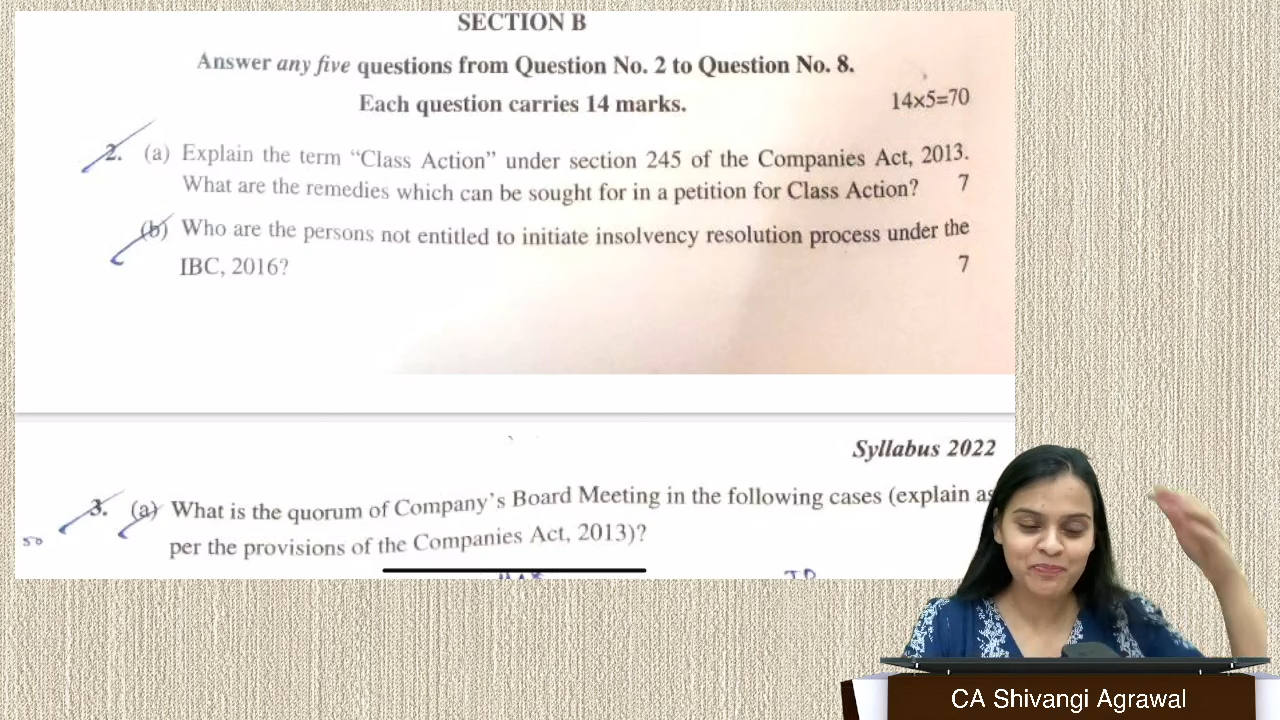 SECTION B
Answer any five questions from Question No. 2 to Question No. 8.
Each question carries 14 marks. 14×5=70
2. (a) Explain the term “Class Action” under section 245 of the Companies Act, 2013.
What are the remedies which can be sought for in a petition for Class Action? 7
(b) Who are the persons not entitled to initiate insolvency resolution process under the
IBC, 2016? 7
Syllabus 2022
3. (a) What is the quorum of Company’s Board Meeting in the following cases (explain as
50
per the provisions of the Companies Act, 2013)?
CA Shivangi Agrawal